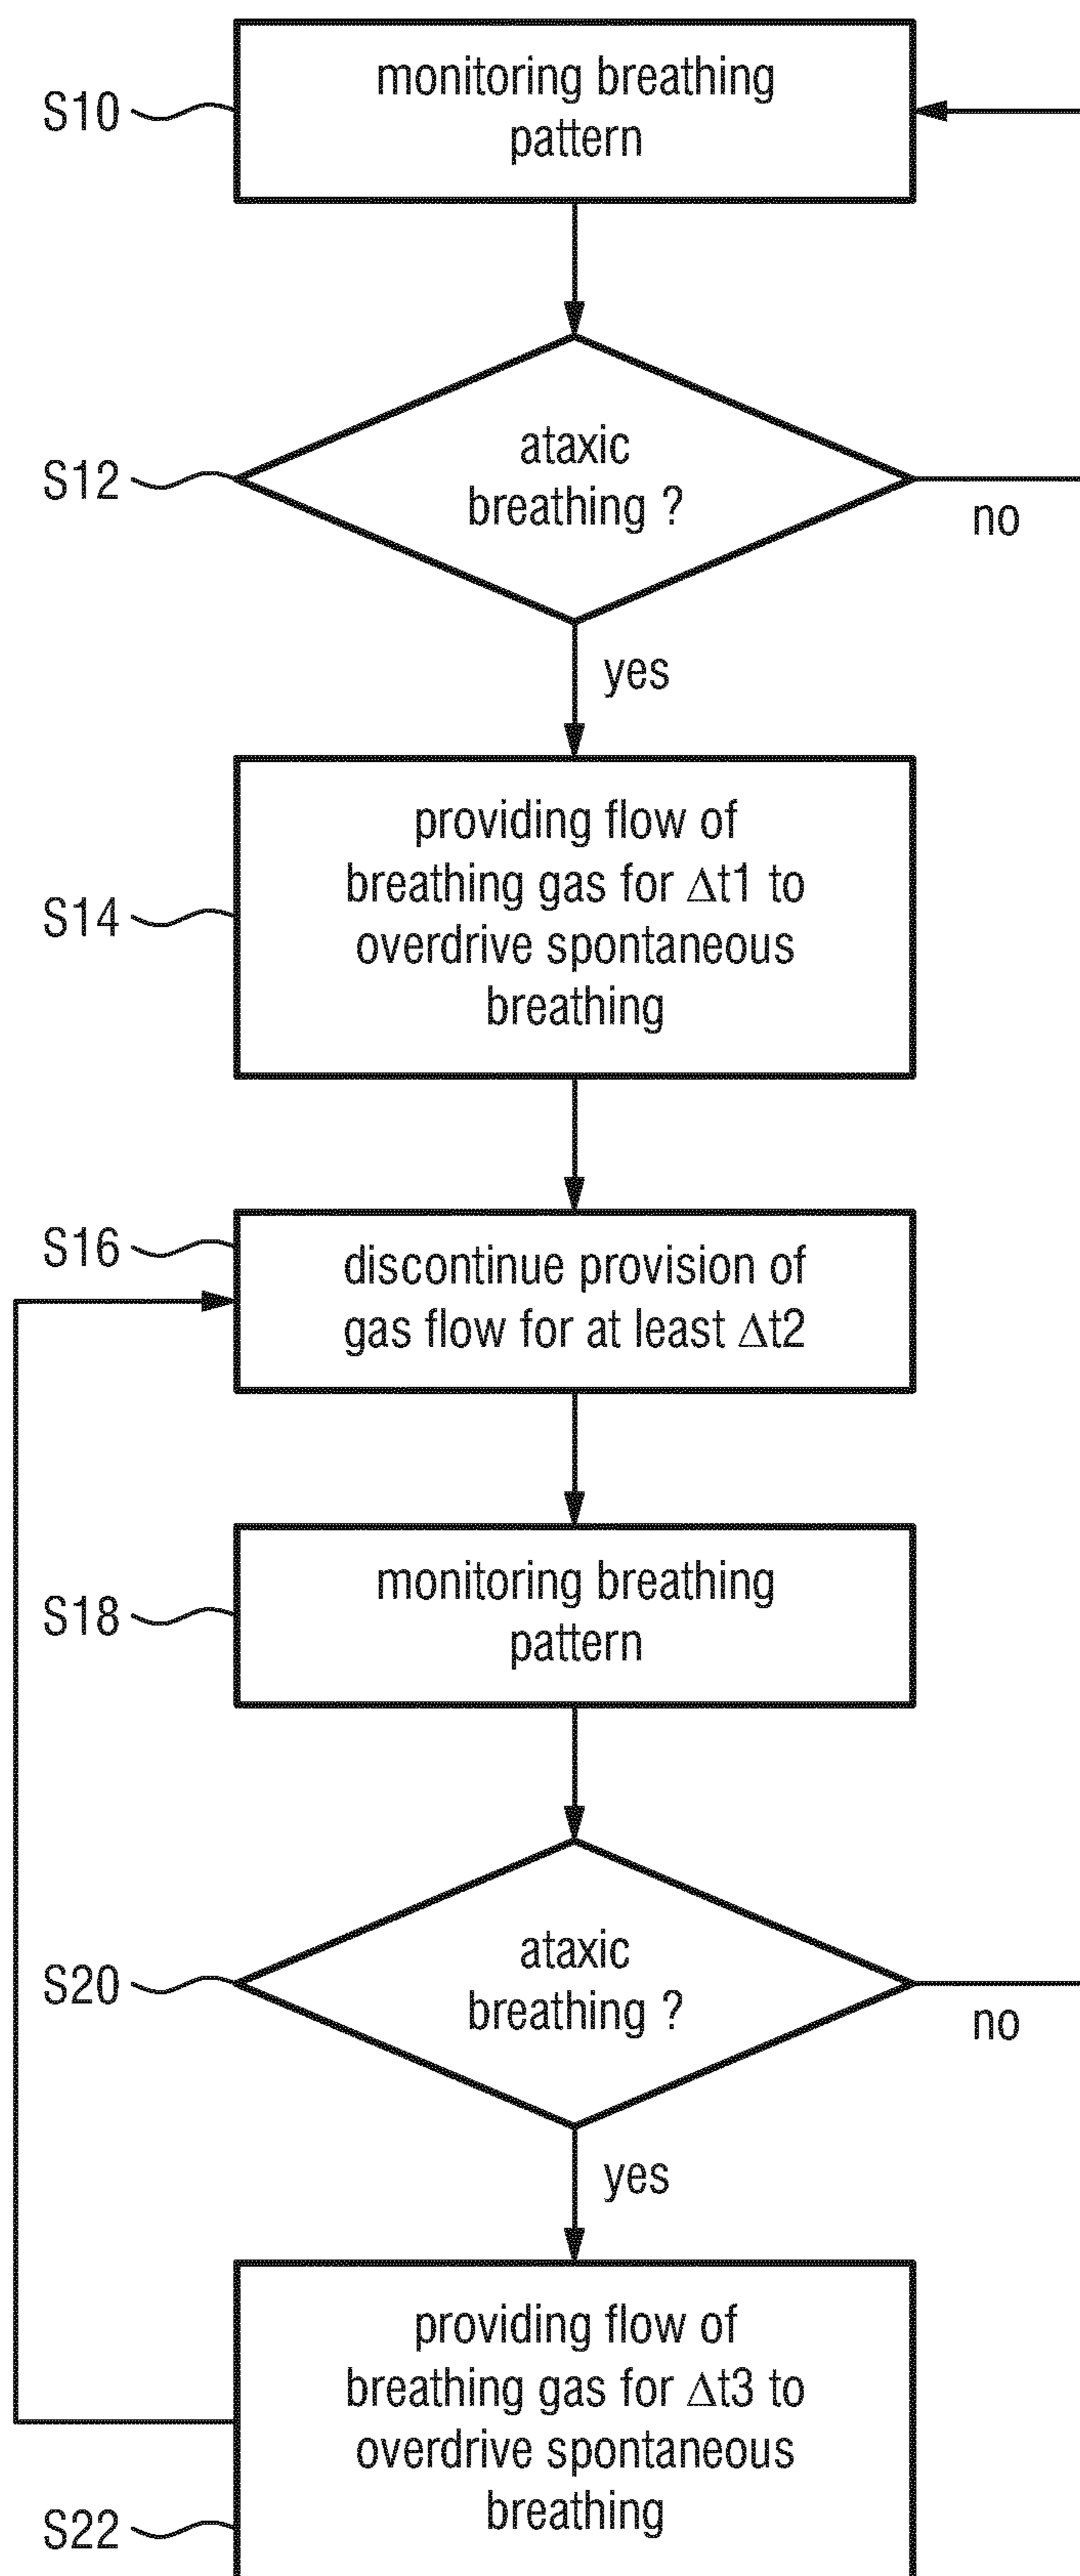 monitoring breathing
pattern
S10
ataxic
breathing ?
S12
no
yes
providing flow of
breathing gas for Δt1 to
overdrive spontaneous
breathing
S14
S16
discontinue provision of
gas flow for at least Δt2
monitoring breathing
pattern
S18
ataxic
breathing ?
S20
no
yes
providing flow of
breathing gas for Δt3 to
overdrive spontaneous
breathing
S22